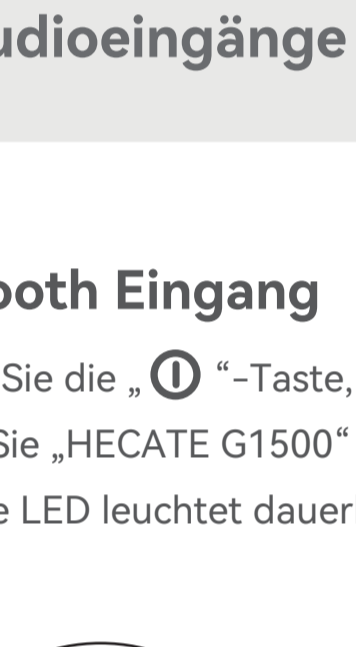 udioeingänge
ooth Eingang
Sie die „ “-Taste,
Sie „HECATE G1500“
e LED leuchtet dauer